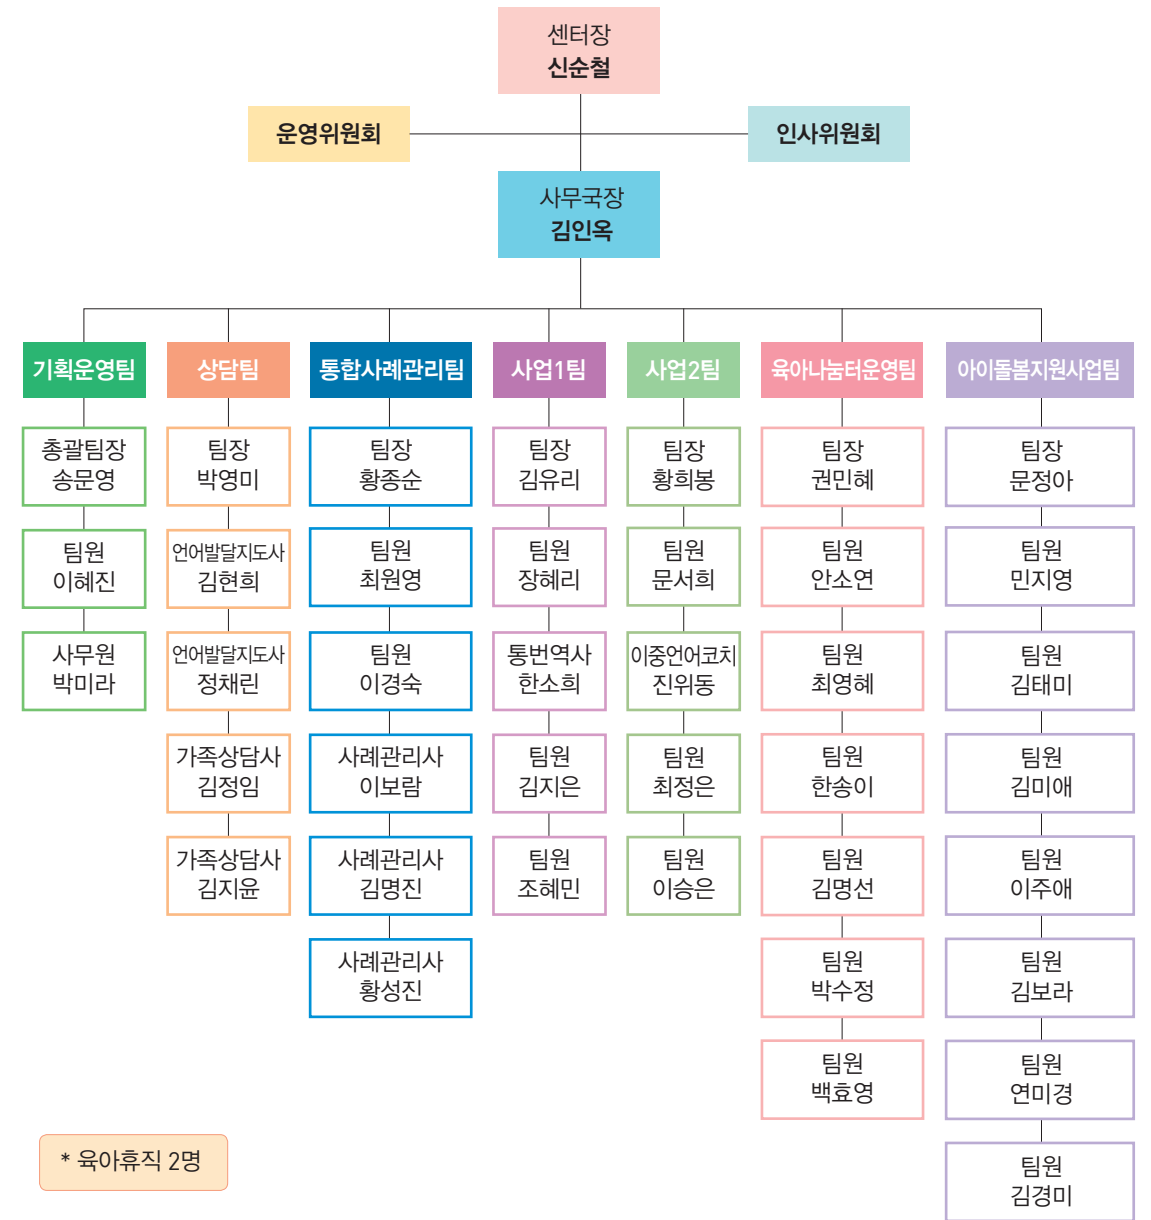 센터장
신순철
운영위원회
인사위원회
사무국장
김인옥
기획운영팀
총괄팀장
송문영
팀원
이혜진
사무원
박미라
상담팀
팀장
박영미
언어발달지도사
김현희
언어발달지도사
정채린
가족상담사
김정임
가족상담사
김지윤
통합사례관리팀
팀장
황종순
팀원
최원영
팀원
이경숙
사례관리사
이보람
사례관리사
김명진
사례관리사
황성진
사업1팀
팀장
김유리
팀원
장혜리
통번역사
한소희
팀원
김지은
팀원
조혜민
사업2팀
팀장
황희봉
팀원
문서희
이중언어코치
진위동
팀원
최정은
팀원
이승은
육아나눔터운영팀
팀장
권민혜
팀원
안소연
팀원
최영혜
팀원
한송이
팀원
김명선
팀원
박수정
팀원
백효영
아이돌봄지원사업팀
팀장
문정아
팀원
민지영
팀원
김태미
팀원
김미애
팀원
이주애
팀원
김보라
팀원
연미경
팀원
김경미
* 육아휴직 2명